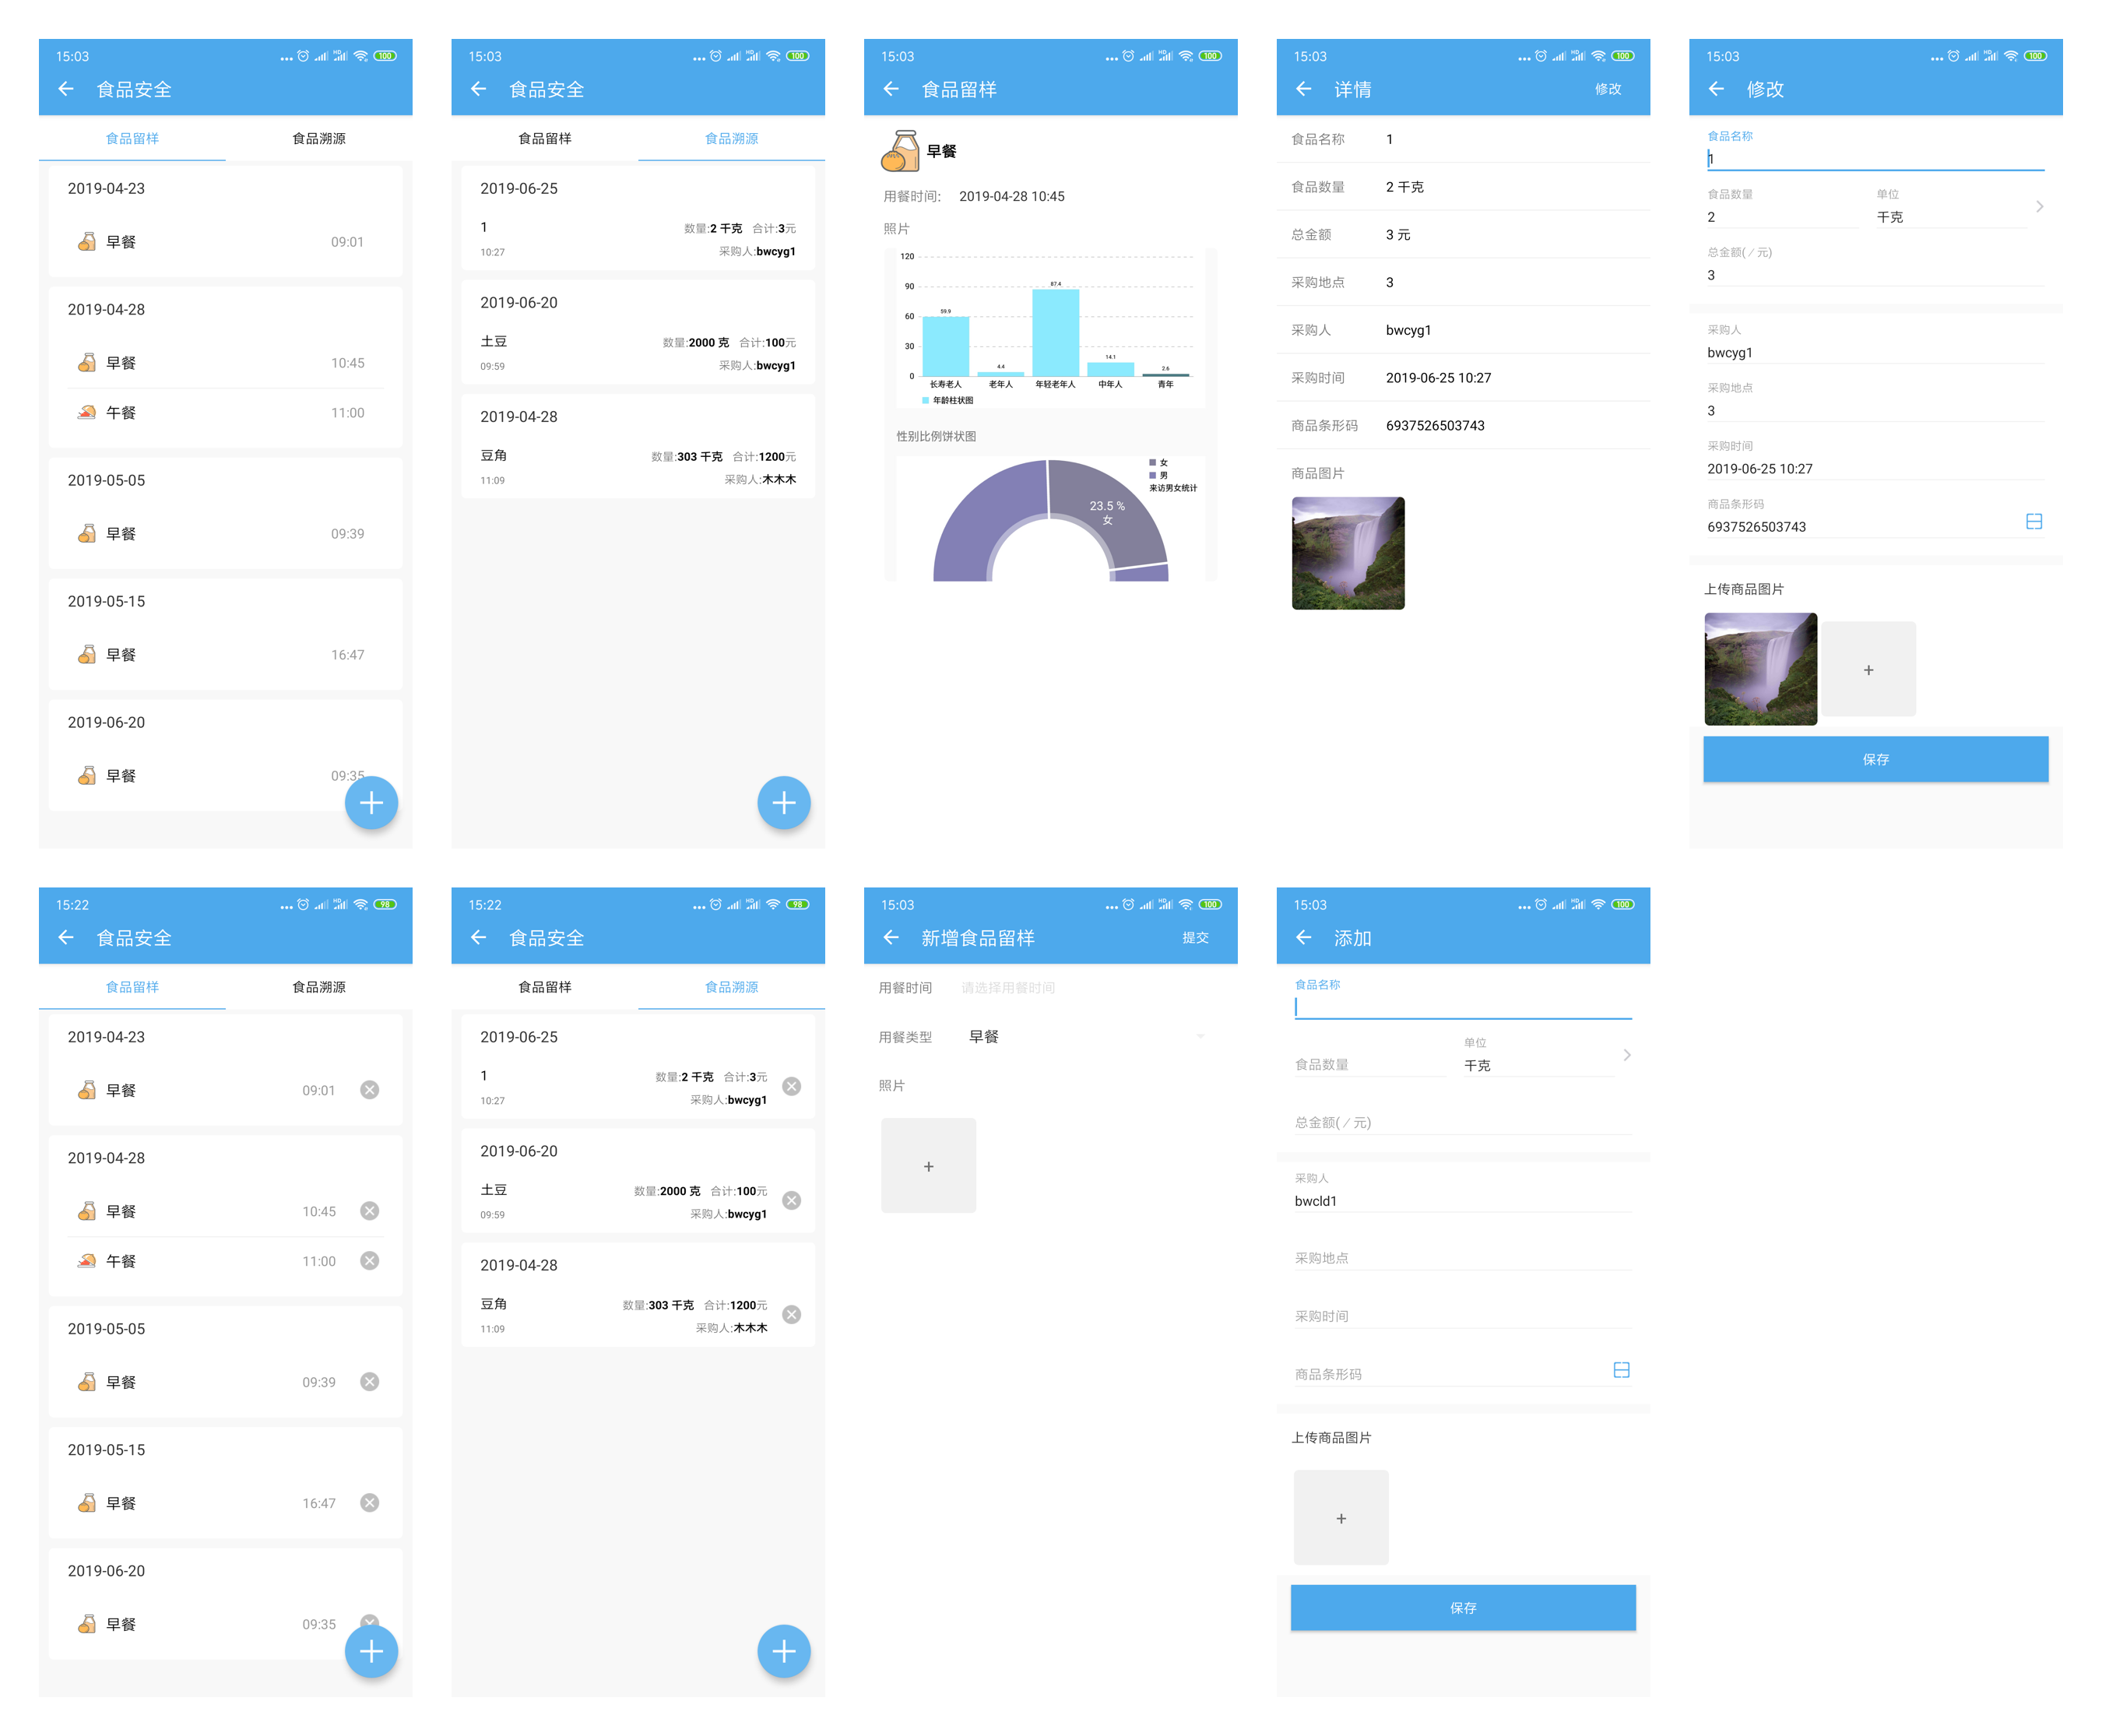 15:03
HD
100
食品安全
食品留样 食品溯源
2019-04-23
早餐 09:01
2019-04-28
早餐 10:45
午餐 11:00
2019-05-05
早餐 09:39
2019-05-15
早餐 16:47
2019-06-20
早餐 09:35
15:03
HD
100
食品安全
食品留样 食品溯源
2019-06-25
1 数量:2 千克 合计:3元
10:27 采购人:bwcyg1
2019-06-20
土豆 数量:2000 克 合计:100元
09:59 采购人:bwcyg1
2019-04-28
豆角 数量:303 千克 合计:1200元
11:09 采购人:木木木
15:03
HD
100
食品留样
早餐
用餐时间: 2019-04-28 10:45
照片
120
90
60
30
0
59.9
4.4
87.4
14.1
2.6
长寿老人 老年人 年轻老年人 中年人 青年
年龄柱状图
性别比例饼状图
女
男
来访男女统计
23.5 %
女
15:03
HD
100
详情 修改
食品名称 1
食品数量 2 千克
总金额 3 元
采购地点 3
采购人 bwcyg1
采购时间 2019-06-25 10:27
商品条形码 6937526503743
商品图片
15:03
HD
100
修改
食品名称
1
食品数量 单位
2 千克
总金额(／元)
3
采购人
bwcyg1
采购地点
3
采购时间
2019-06-25 10:27
商品条形码
6937526503743
上传商品图片
+
保存
15:22
HD
98
食品安全
食品留样 食品溯源
2019-04-23
早餐 09:01
2019-04-28
早餐 10:45
午餐 11:00
2019-05-05
早餐 09:39
2019-05-15
早餐 16:47
2019-06-20
早餐 09:35
15:22
HD
98
食品安全
食品留样 食品溯源
2019-06-25
1 数量:2 千克 合计:3元
10:27 采购人:bwcyg1
2019-06-20
土豆 数量:2000 克 合计:100元
09:59 采购人:bwcyg1
2019-04-28
豆角 数量:303 千克 合计:1200元
11:09 采购人:木木木
15:03
HD
100
新增食品留样 提交
用餐时间 请选择用餐时间
用餐类型 早餐
照片
+
15:03
HD
100
添加
食品名称
单位
食品数量 千克
总金额(／元)
采购人
bwcld1
采购地点
采购时间
商品条形码
上传商品图片
+
保存